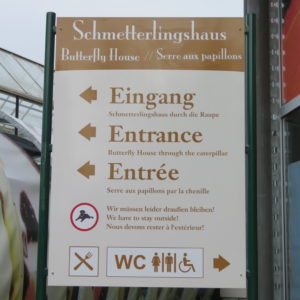 Schmetterlingshaus
Butterfly House // Serre aux papillons
Eingang
Schmetterlingshaus durch die Raupe
Entrance
Butterfly House through the caterpillar
Entrée
Serre aux papillons par la chenille
Wir müssen leider draußen bleiben!
We have to stay outside!
Nous devons rester à l'extérieur!
WC